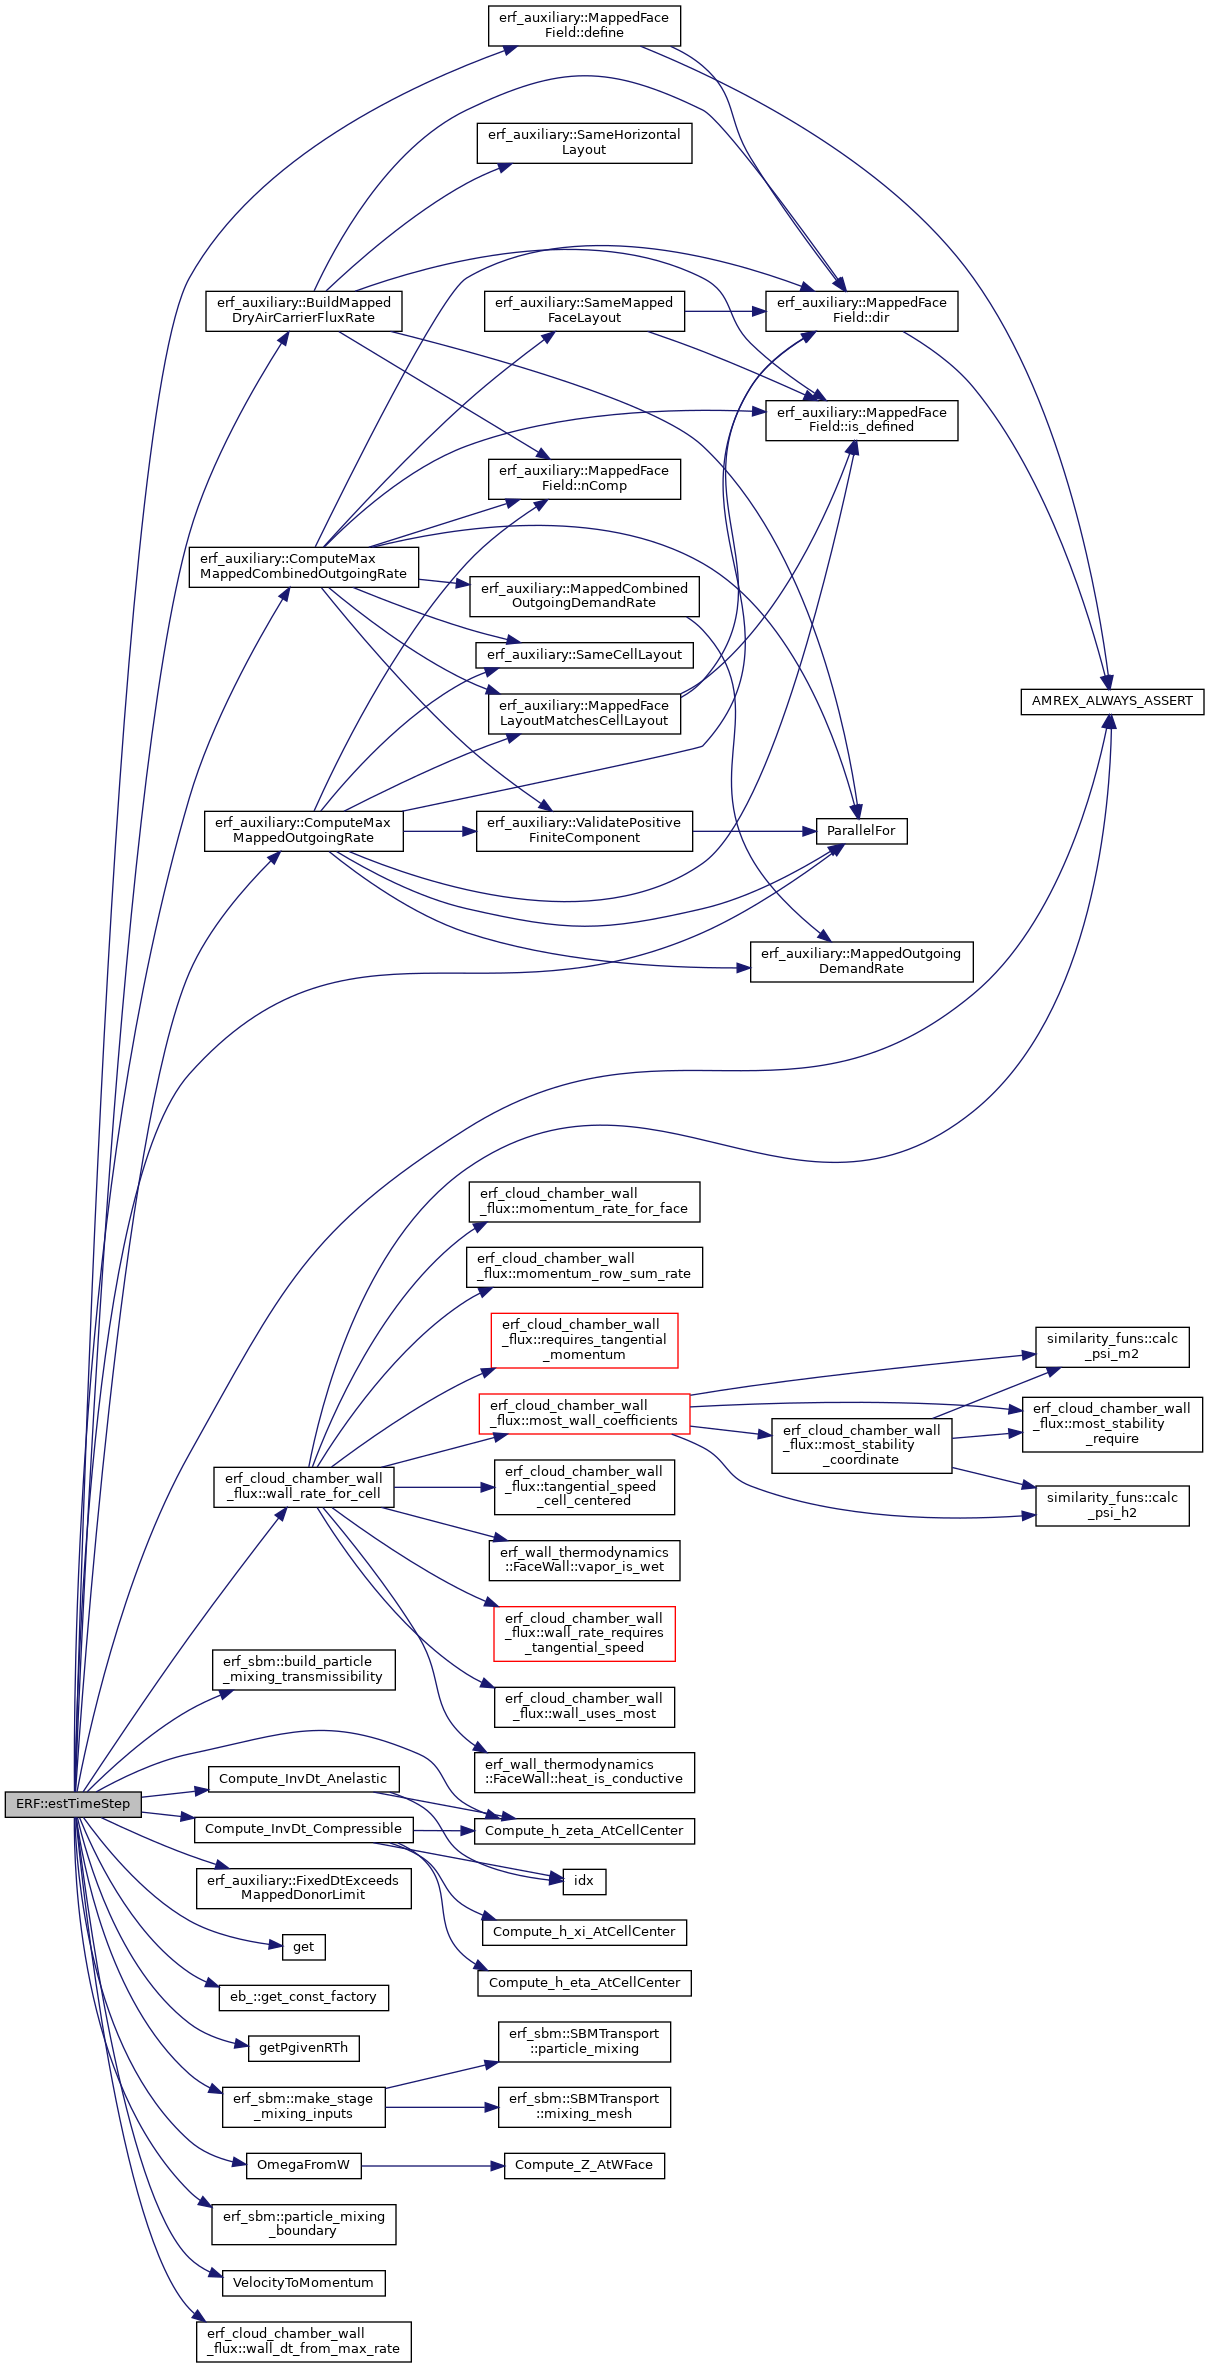 erf_auxiliary::MappedFace
Field::define
erf_auxiliary::SameHorizontal
Layout
erf_auxiliary::BuildMapped
DryAirCarrierFluxRate
erf_auxiliary::SameMapped
FaceLayout
erf_auxiliary::MappedFace
Field::dir
erf_auxiliary::MappedFace
Field::is_defined
erf_auxiliary::MappedFace
Field::nComp
erf_auxiliary::ComputeMax
MappedCombinedOutgoingRate
erf_auxiliary::MappedCombined
OutgoingDemandRate
erf_auxiliary::SameCellLayout
erf_auxiliary::MappedFace
LayoutMatchesCellLayout
AMREX_ALWAYS_ASSERT
erf_auxiliary::ComputeMax
MappedOutgoingRate
erf_auxiliary::ValidatePositive
FiniteComponent
ParallelFor
erf_auxiliary::MappedOutgoing
DemandRate
erf_cloud_chamber_wall
_flux::momentum_rate_for_face
erf_cloud_chamber_wall
_flux::momentum_row_sum_rate
erf_cloud_chamber_wall
_flux::requires_tangential
_momentum
erf_cloud_chamber_wall
_flux::most_wall_coefficients
similarity_funs::calc
_psi_m2
erf_cloud_chamber_wall
_flux::most_stability
_require
erf_cloud_chamber_wall
_flux::most_stability
_coordinate
similarity_funs::calc
_psi_h2
erf_cloud_chamber_wall
_flux::wall_rate_for_cell
erf_cloud_chamber_wall
_flux::tangential_speed
_cell_centered
erf_wall_thermodynamics
::FaceWall::vapor_is_wet
erf_cloud_chamber_wall
_flux::wall_rate_requires
_tangential_speed
erf_cloud_chamber_wall
_flux::wall_uses_most
erf_wall_thermodynamics
::FaceWall::heat_is_conductive
erf_sbm::build_particle
_mixing_transmissibility
ERF::estTimeStep
Compute_InvDt_Anelastic
Compute_InvDt_Compressible
Compute_h_zeta_AtCellCenter
idx
erf_auxiliary::FixedDtExceeds
MappedDonorLimit
Compute_h_xi_AtCellCenter
get
Compute_h_eta_AtCellCenter
eb_::get_const_factory
getPgivenRTh
erf_sbm::SBMTransport
::particle_mixing
erf_sbm::make_stage
_mixing_inputs
erf_sbm::SBMTransport
::mixing_mesh
OmegaFromW
Compute_Z_AtWFace
erf_sbm::particle_mixing
_boundary
VelocityToMomentum
erf_cloud_chamber_wall
_flux::wall_dt_from_max_rate